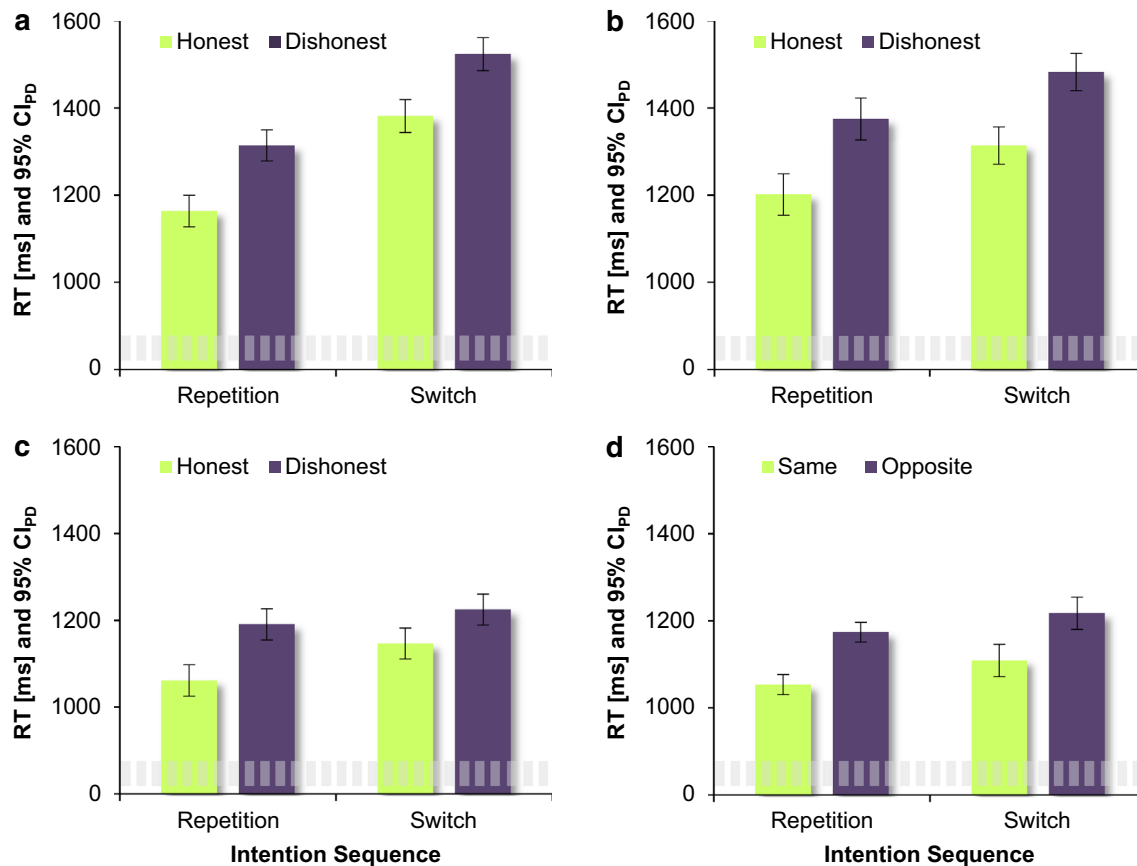 a
Honest Dishonest
RT [ms] and 95% CI_PD
1600
1400
1200
1000
0
Repetition Switch
b
Honest Dishonest
RT [ms] and 95% CI_PD
1600
1400
1200
1000
0
Repetition Switch
c
Honest Dishonest
RT [ms] and 95% CI_PD
1600
1400
1200
1000
0
Repetition Switch
Intention Sequence
d
Same Opposite
RT [ms] and 95% CI_PD
1600
1400
1200
1000
0
Repetition Switch
Intention Sequence